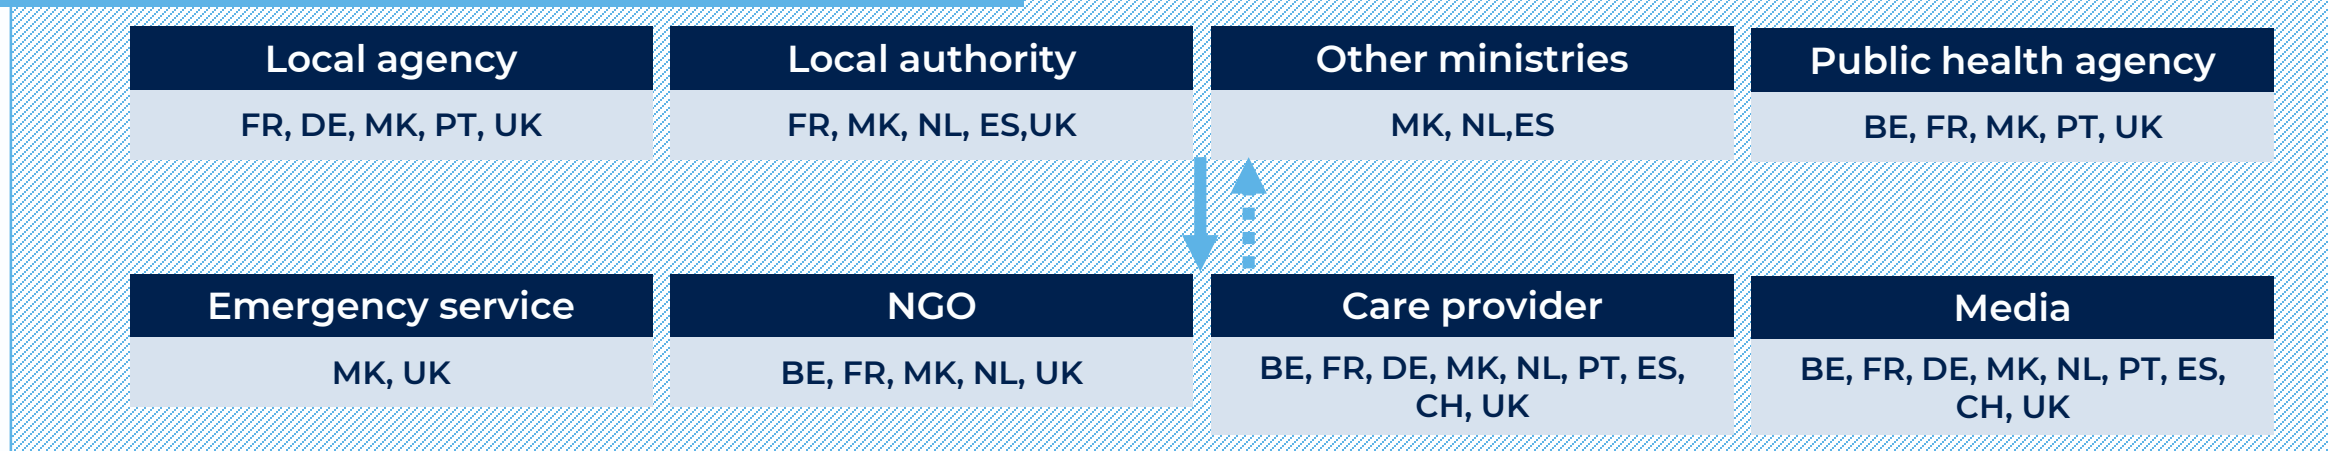 Local agency
FR, DE, MK, PT, UK
Local authority
FR, MK, NL, ES,UK
Other ministries
MK, NL,ES
Public health agency
BE, FR, MK, PT, UK
Emergency service
MK, UK
NGO
BE, FR, MK, NL, UK
Care provider
BE, FR, DE, MK, NL, PT, ES,
CH, UK
Media
BE, FR, DE, MK, NL, PT, ES,
CH, UK